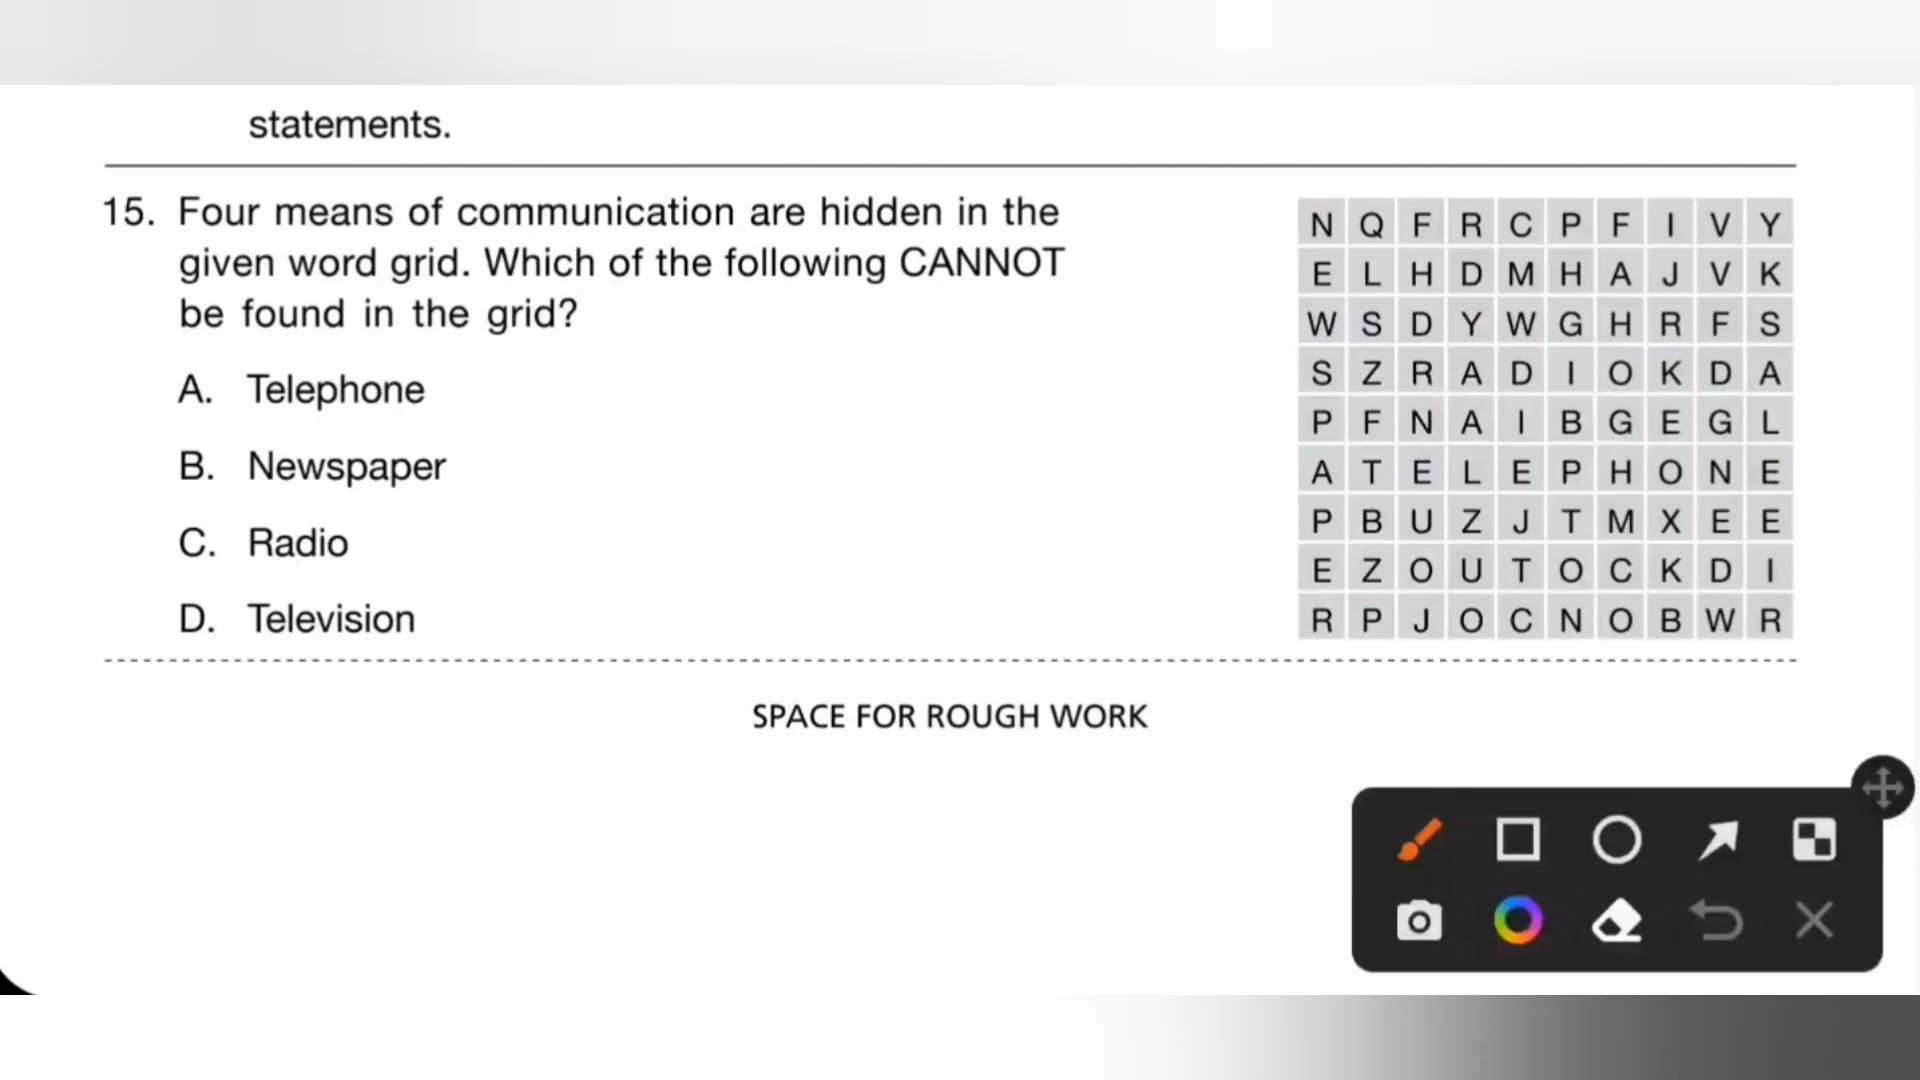 statements.
15. Four means of communication are hidden in the
given word grid. Which of the following CANNOT
be found in the grid?
A. Telephone
B. Newspaper
C. Radio
D. Television
N Q F R C P F I V Y
E L H D M H A J V K
W S D Y W G H R F S
S Z R A D I O K D A
P F N A I B G E G L
A T E L E P H O N E
P B U Z J T M X E E
E Z O U T O C K D I
R P J O C N O B W R
SPACE FOR ROUGH WORK